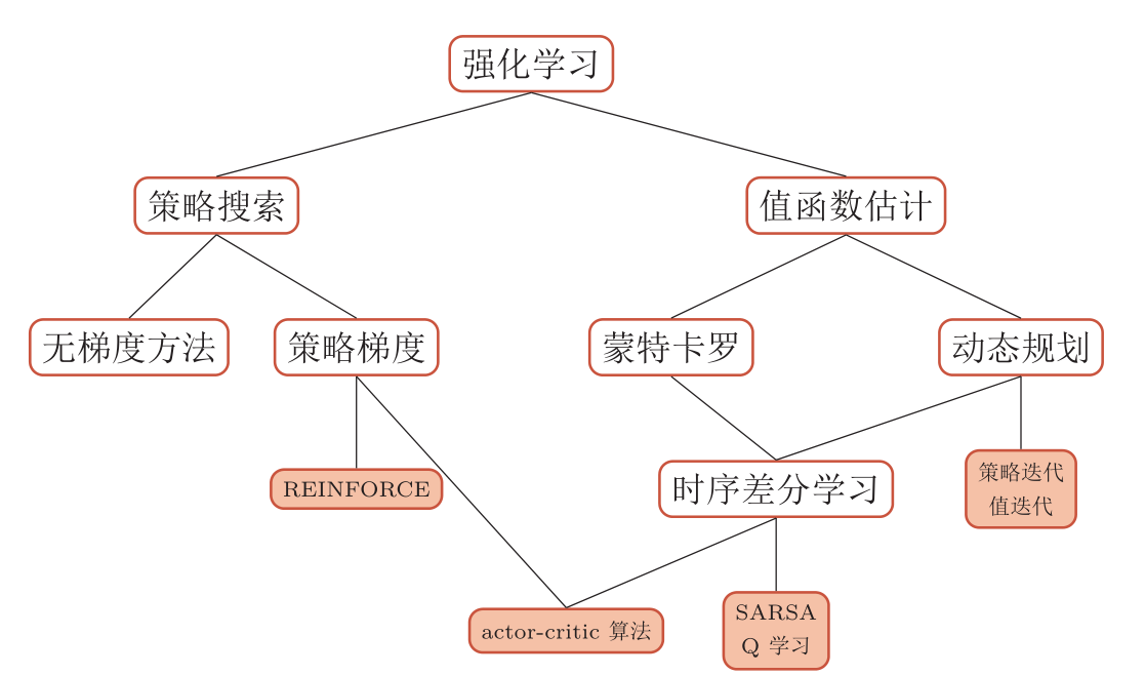 强化学习
策略搜索
值函数估计
无梯度方法
策略梯度
蒙特卡罗
动态规划
REINFORCE
时序差分学习
策略迭代
值迭代
actor-critic 算法
SARSA
Q 学习